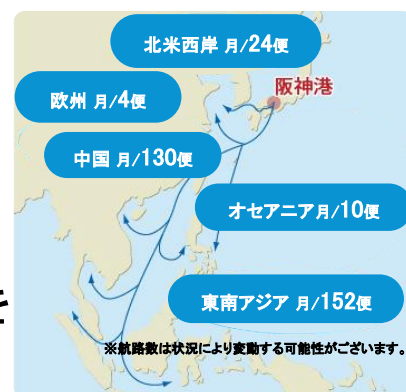 北米西岸 月/24便
阪神港
欧州 月/4便
中国 月/130便
オセアニア月/10便
を
東南アジア 月/152便
※航路数は状況により変動する可能性がございます。